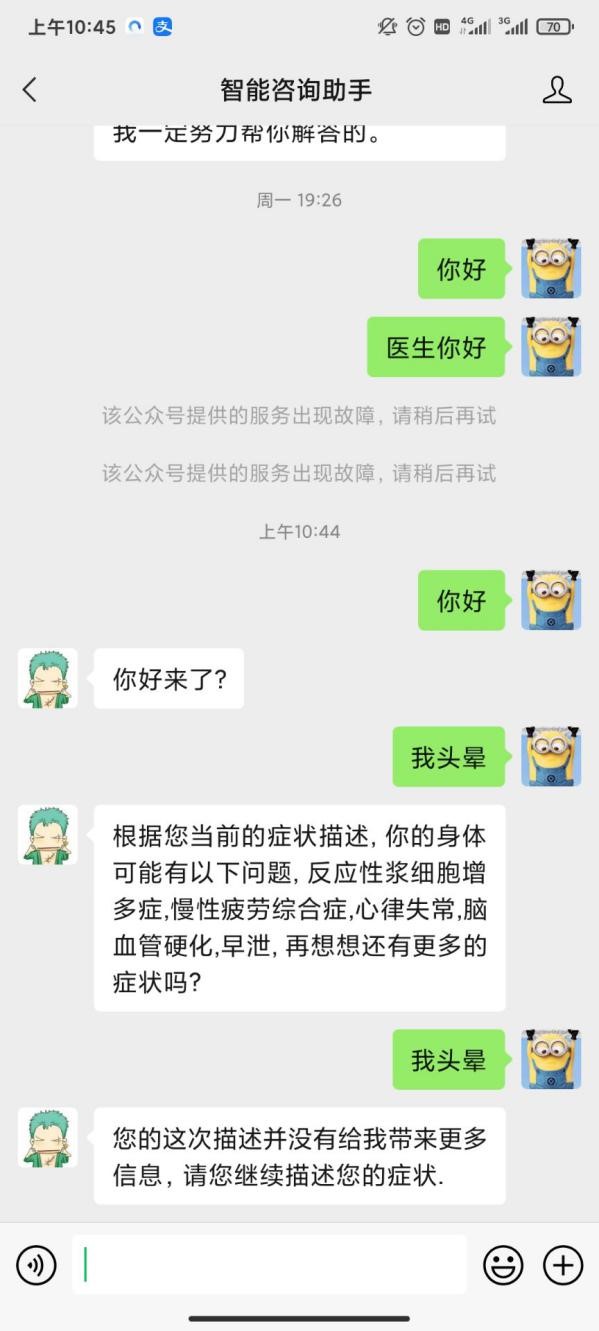 上午10:45
支
HD 4G 3G 70
智能咨询助手
我一定努力帮你解答的。
周一 19:26
你好
医生你好
该公众号提供的服务出现故障，请稍后再试
该公众号提供的服务出现故障，请稍后再试
上午10:44
你好
你好来了?
我头晕
根据您当前的症状描述, 你的身体
可能有以下问题, 反应性浆细胞增
多症,慢性疲劳综合症,心律失常,脑
血管硬化,早泄, 再想想还有更多的
症状吗?
我头晕
您的这次描述并没有给我带来更多
信息，请您继续描述您的症状.